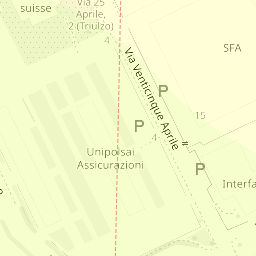 suisse
Via 25
Aprile,
2 (Triulzo)
4
Via Venticinque Aprile
SFA
P
15
P
4
Unipolsai
Assicurazioni
P
Interfa